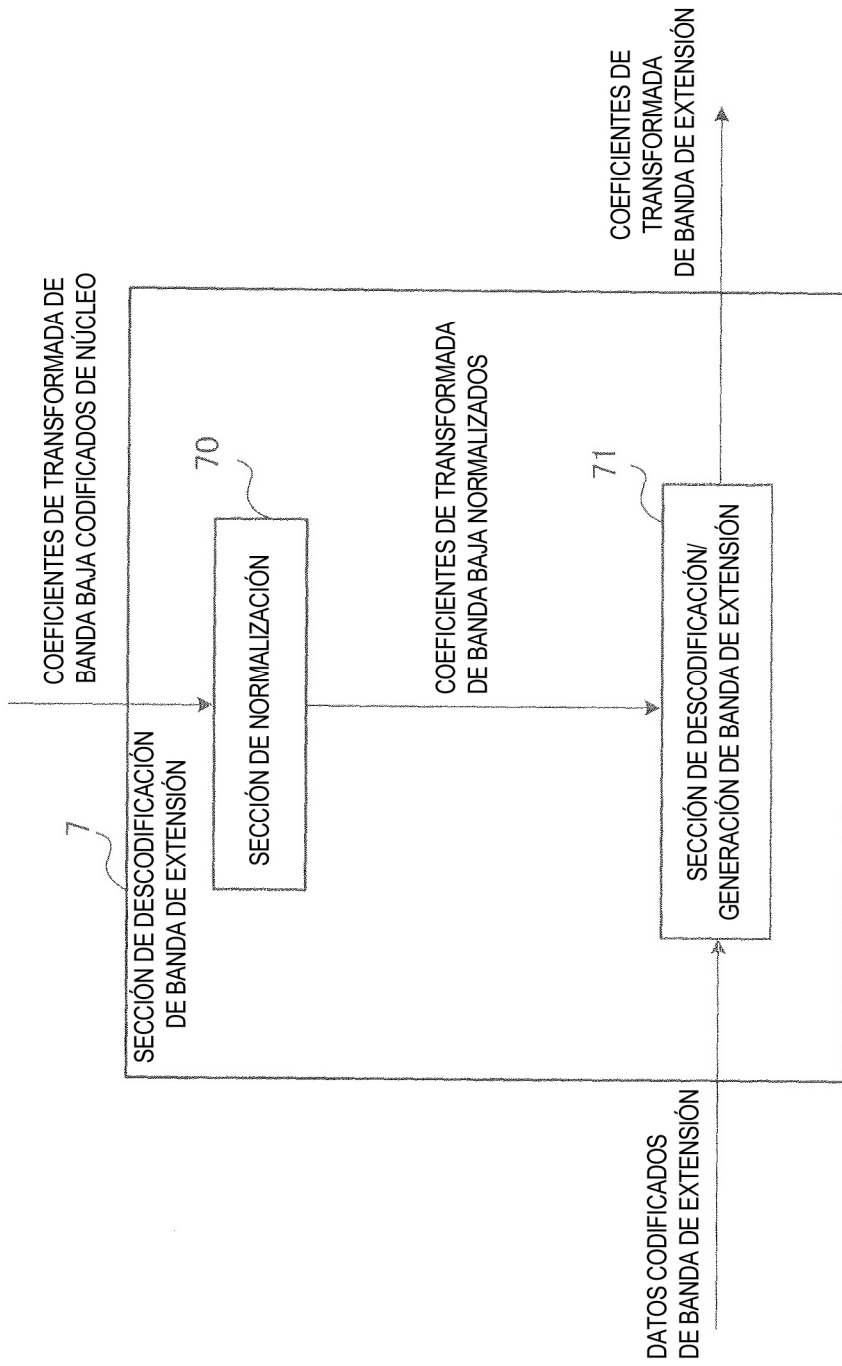 COEFICIENTES DE TRANSFORMADA DE
BANDA BAJA CODIFICADOS DE NÚCLEO
7
SECCIÓN DE DESCODIFICACIÓN
DE BANDA DE EXTENSIÓN
70
SECCIÓN DE NORMALIZACIÓN
COEFICIENTES DE TRANSFORMADA
DE BANDA BAJA NORMALIZADOS
71
SECCIÓN DE DESCODIFICACIÓN/
GENERACIÓN DE BANDA DE EXTENSIÓN
DATOS CODIFICADOS
DE BANDA DE EXTENSIÓN
COEFICIENTES DE
TRANSFORMADA
DE BANDA DE EXTENSIÓN